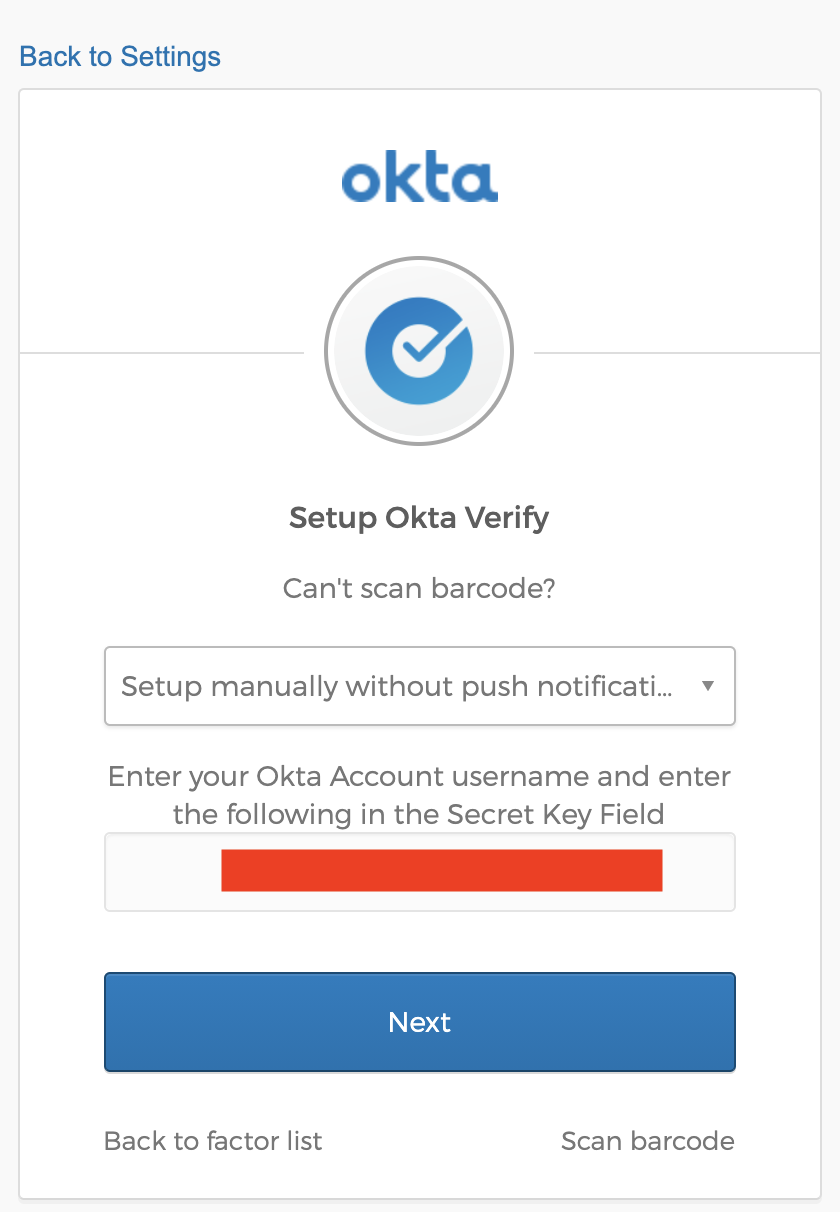 Back to Settings
okta
Setup Okta Verify
Can't scan barcode?
Setup manually without push notificati...
Enter your Okta Account username and enter
the following in the Secret Key Field
Next
Back to factor list
Scan barcode